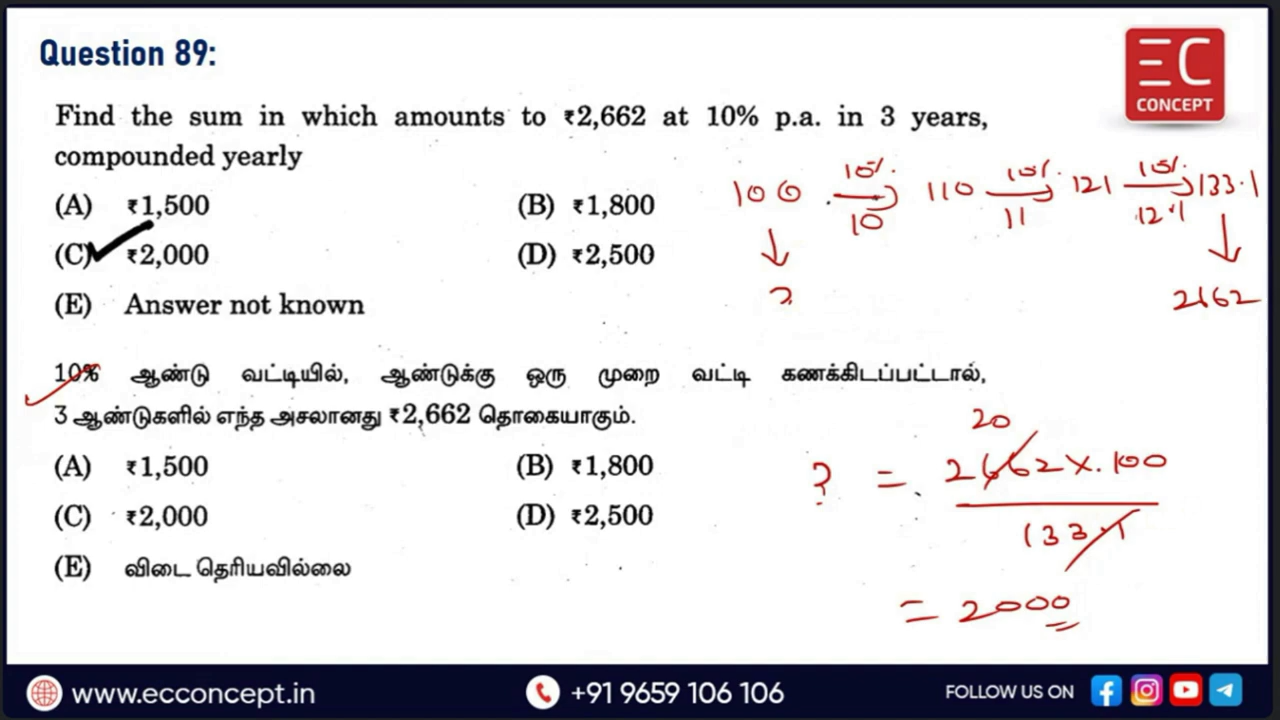 Question 89:
EC
CONCEPT
Find the sum in which amounts to ₹2,662 at 10% p.a. in 3 years,
compounded yearly
(A) ₹1,500
(B) ₹1,800
(C) ₹2,000
(D) ₹2,500
(E) Answer not known
10% 10% 10%
100 110 121 133.1
10 11 12.1
? 2662
10% ஆண்டு வட்டியில், ஆண்டுக்கு ஒரு முறை வட்டி கணக்கிடப்பட்டால்,
3 ஆண்டுகளில் எந்த அசலானது ₹2,662 தொகையாகும்.
(A) ₹1,500
(B) ₹1,800
(C) ₹2,000
(D) ₹2,500
(E) விடை தெரியவில்லை
20
? = 2662 × 100
133.1
= 2000
www.ecconcept.in
+91 9659 106 106
FOLLOW US ON